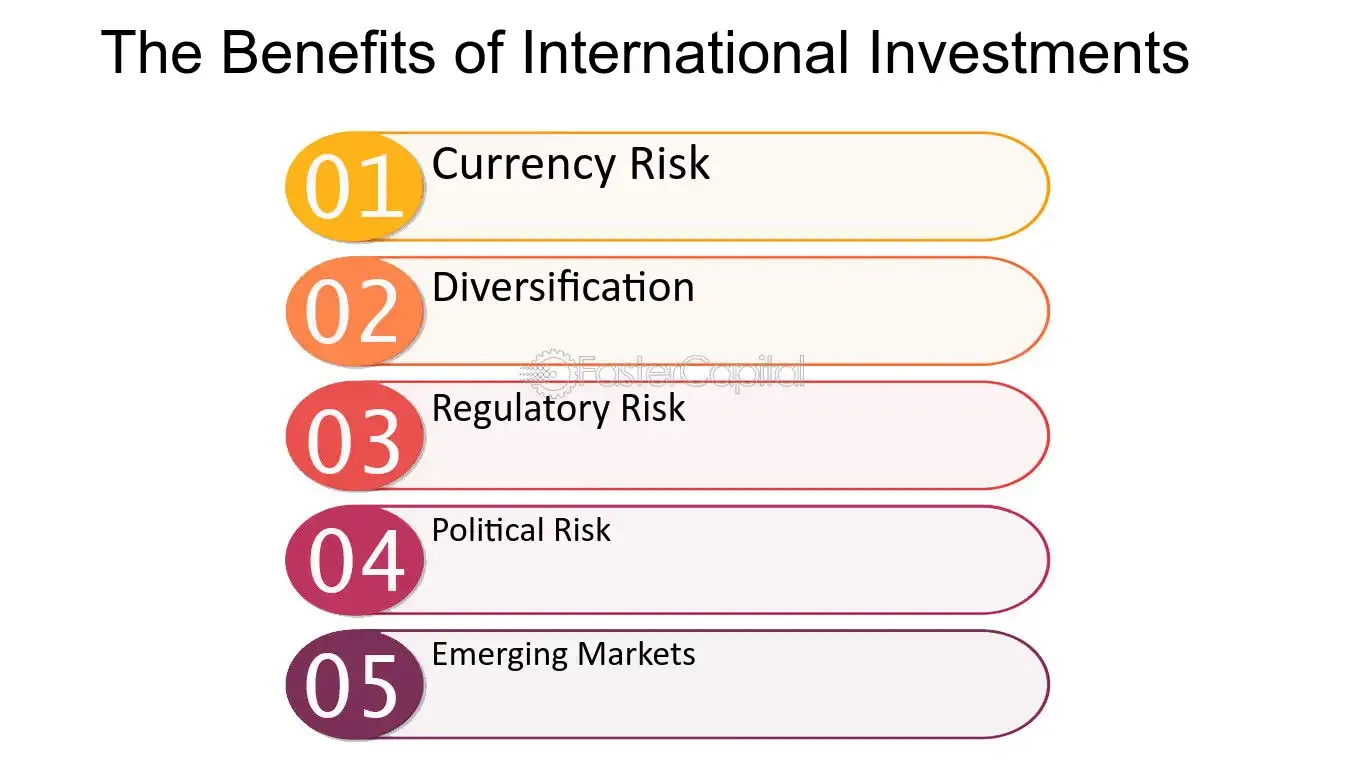 The Benefits of International Investments
01 Currency Risk
02 Diversification
FasterCapital
03 Regulatory Risk
04 Political Risk
05 Emerging Markets